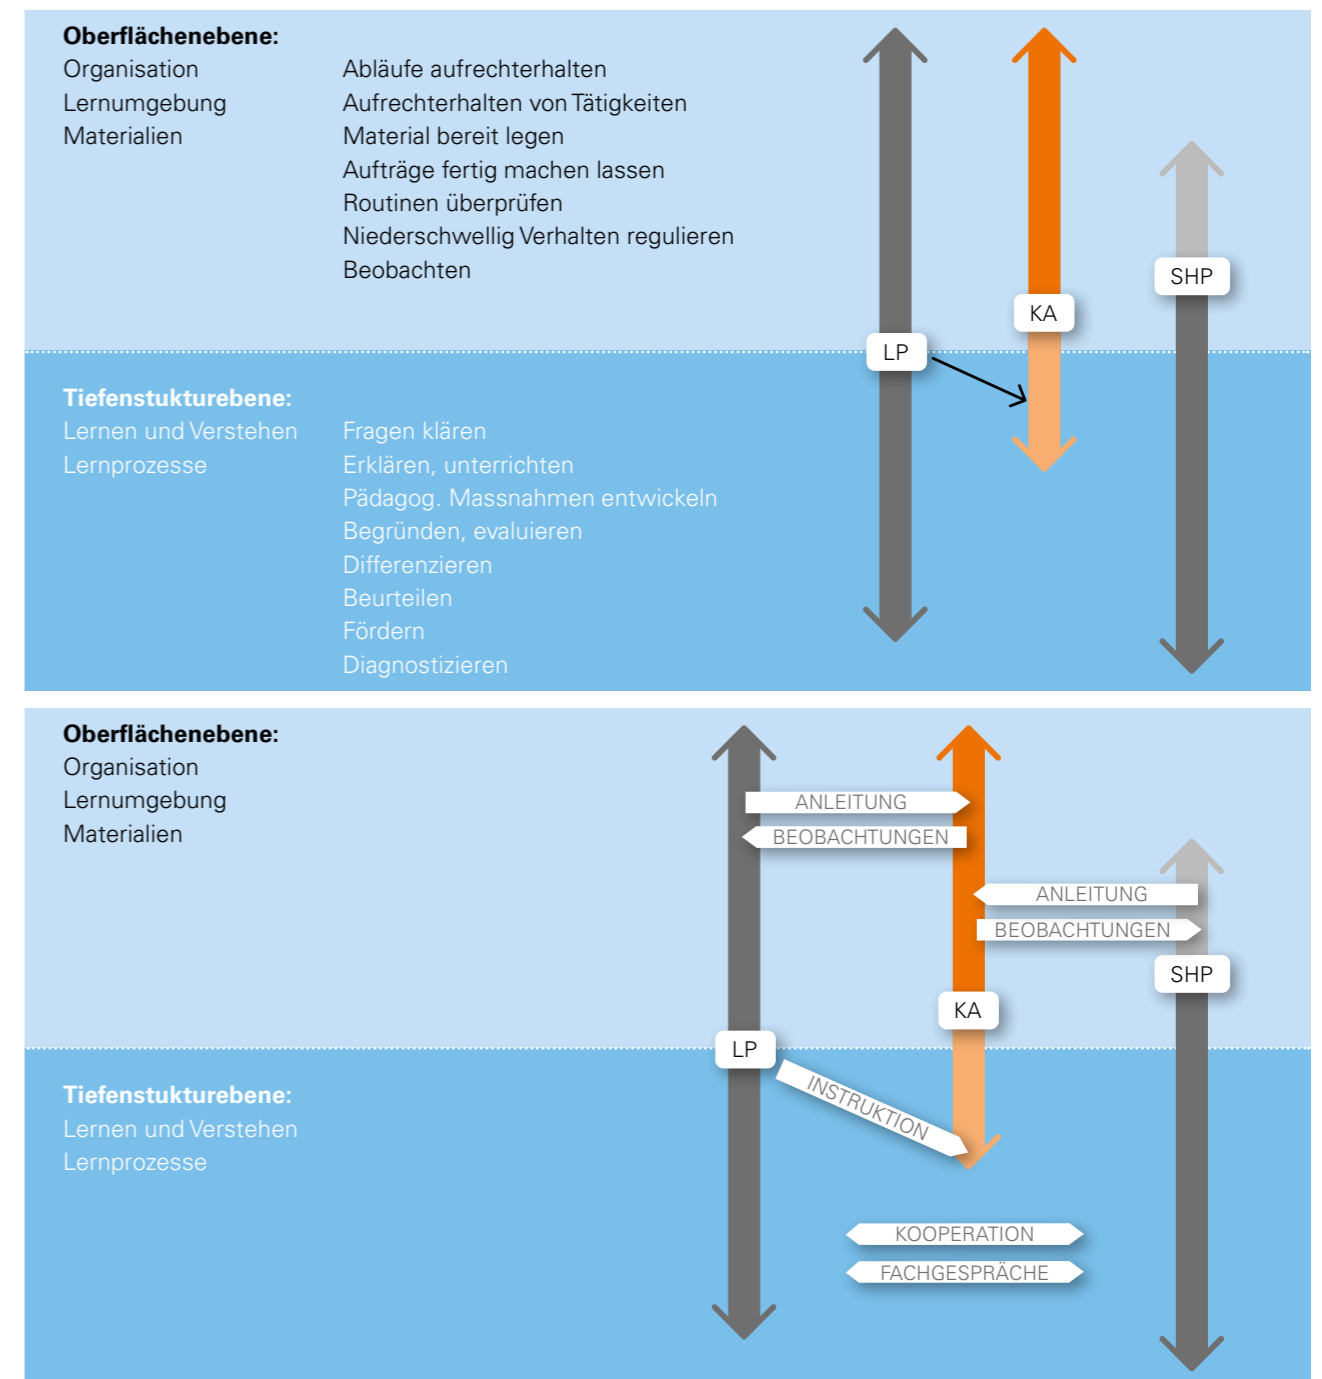 Oberflächenebene:
Organisation Abläufe aufrechterhalten
Lernumgebung Aufrechterhalten von Tätigkeiten
Materialien Material bereit legen
Aufträge fertig machen lassen
Routinen überprüfen
Niederschwellig Verhalten regulieren
Beobachten
SHP
KA
LP
Tiefenstukturebene:
Lernen und Verstehen Fragen klären
Lernprozesse Erklären, unterrichten
Pädagog. Massnahmen entwickeln
Begründen, evaluieren
Differenzieren
Beurteilen
Fördern
Diagnostizieren
Oberflächenebene:
Organisation
Lernumgebung
Materialien
ANLEITUNG
BEOBACHTUNGEN
ANLEITUNG
BEOBACHTUNGEN
SHP
KA
LP
INSTRUKTION
Tiefenstukturebene:
Lernen und Verstehen
Lernprozesse
KOOPERATION
FACHGESPRÄCHE